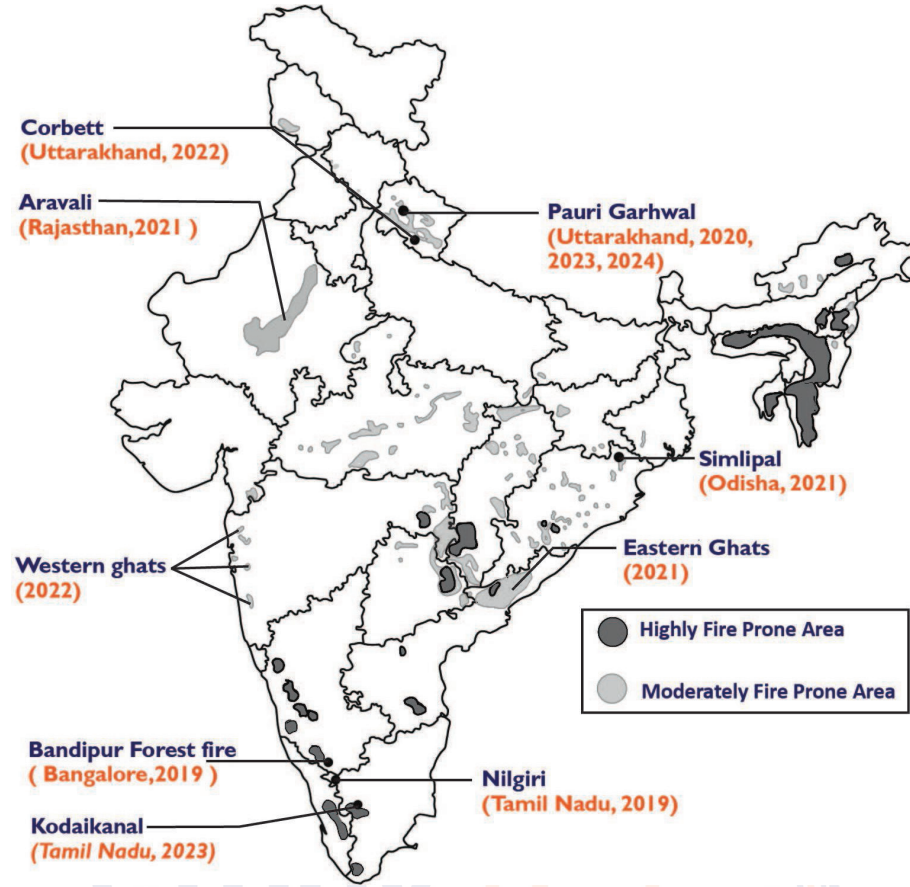 Corbett
(Uttarakhand, 2022)
Aravali
(Rajasthan,2021 )
Pauri Garhwal
(Uttarakhand, 2020,
2023, 2024)
Simlipal
(Odisha, 2021)
Western ghats
(2022)
Eastern Ghats
(2021)
Highly Fire Prone Area
Moderately Fire Prone Area
Bandipur Forest fire
( Bangalore,2019 )
Nilgiri
(Tamil Nadu, 2019)
Kodaikanal
(Tamil Nadu, 2023)